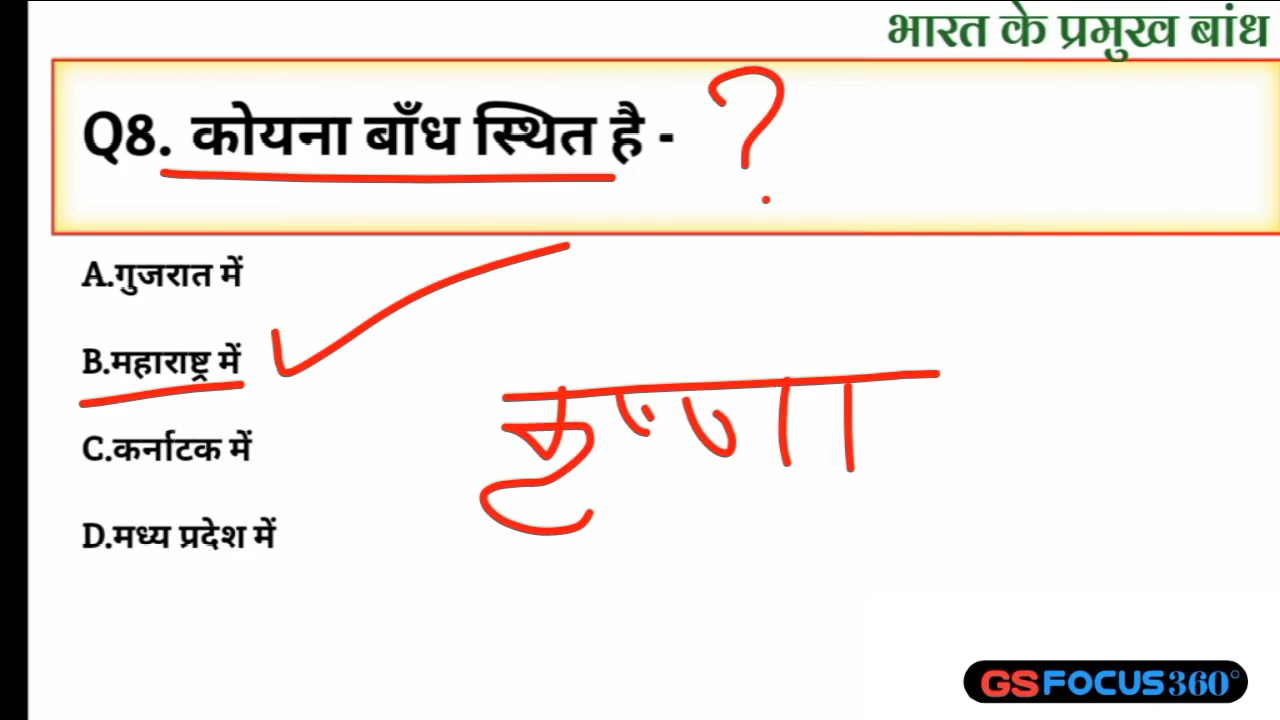 भारत के प्रमुख बांध
Q8. कोयना बाँध स्थित है - ?
A.गुजरात में
B.महाराष्ट्र में
कृष्णा
C.कर्नाटक में
D.मध्य प्रदेश में
GSFOCUS360°